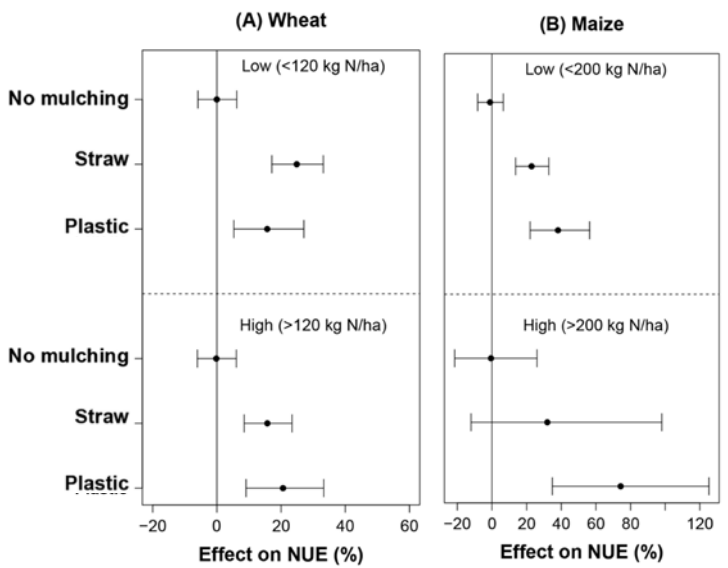 (A) Wheat
Low (<120 kg N/ha)
No mulching
Straw
Plastic
High (>120 kg N/ha)
No mulching
Straw
Plastic
−20 0 20 40 60
Effect on NUE (%)
(B) Maize
Low (<200 kg N/ha)
High (>200 kg N/ha)
−20 0 20 40 60 80 120
Effect on NUE (%)